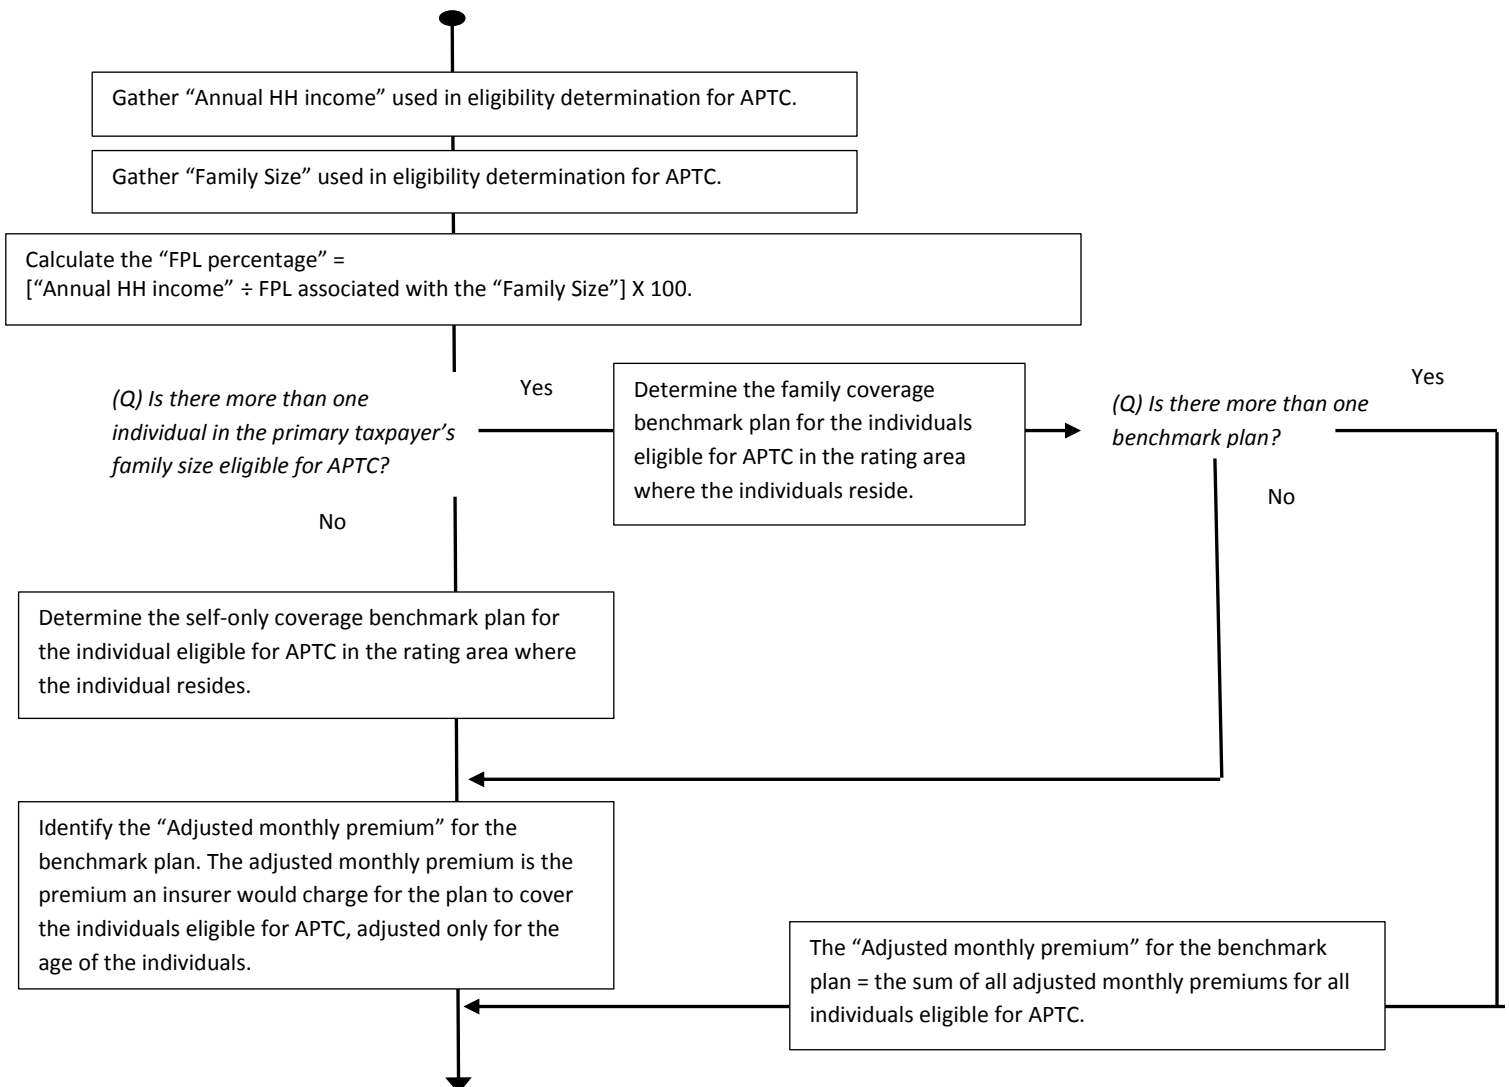 Gather “Annual HH income” used in eligibility determination for APTC.
Gather “Family Size” used in eligibility determination for APTC.
Calculate the “FPL percentage” =
[“Annual HH income” ÷ FPL associated with the “Family Size”] X 100.
(Q) Is there more than one
individual in the primary taxpayer’s
family size eligible for APTC?
Yes
No
Determine the family coverage
benchmark plan for the individuals
eligible for APTC in the rating area
where the individuals reside.
(Q) Is there more than one
benchmark plan?
Yes
No
Determine the self-only coverage benchmark plan for
the individual eligible for APTC in the rating area where
the individual resides.
Identify the “Adjusted monthly premium” for the
benchmark plan. The adjusted monthly premium is the
premium an insurer would charge for the plan to cover
the individuals eligible for APTC, adjusted only for the
age of the individuals.
The “Adjusted monthly premium” for the benchmark
plan = the sum of all adjusted monthly premiums for all
individuals eligible for APTC.